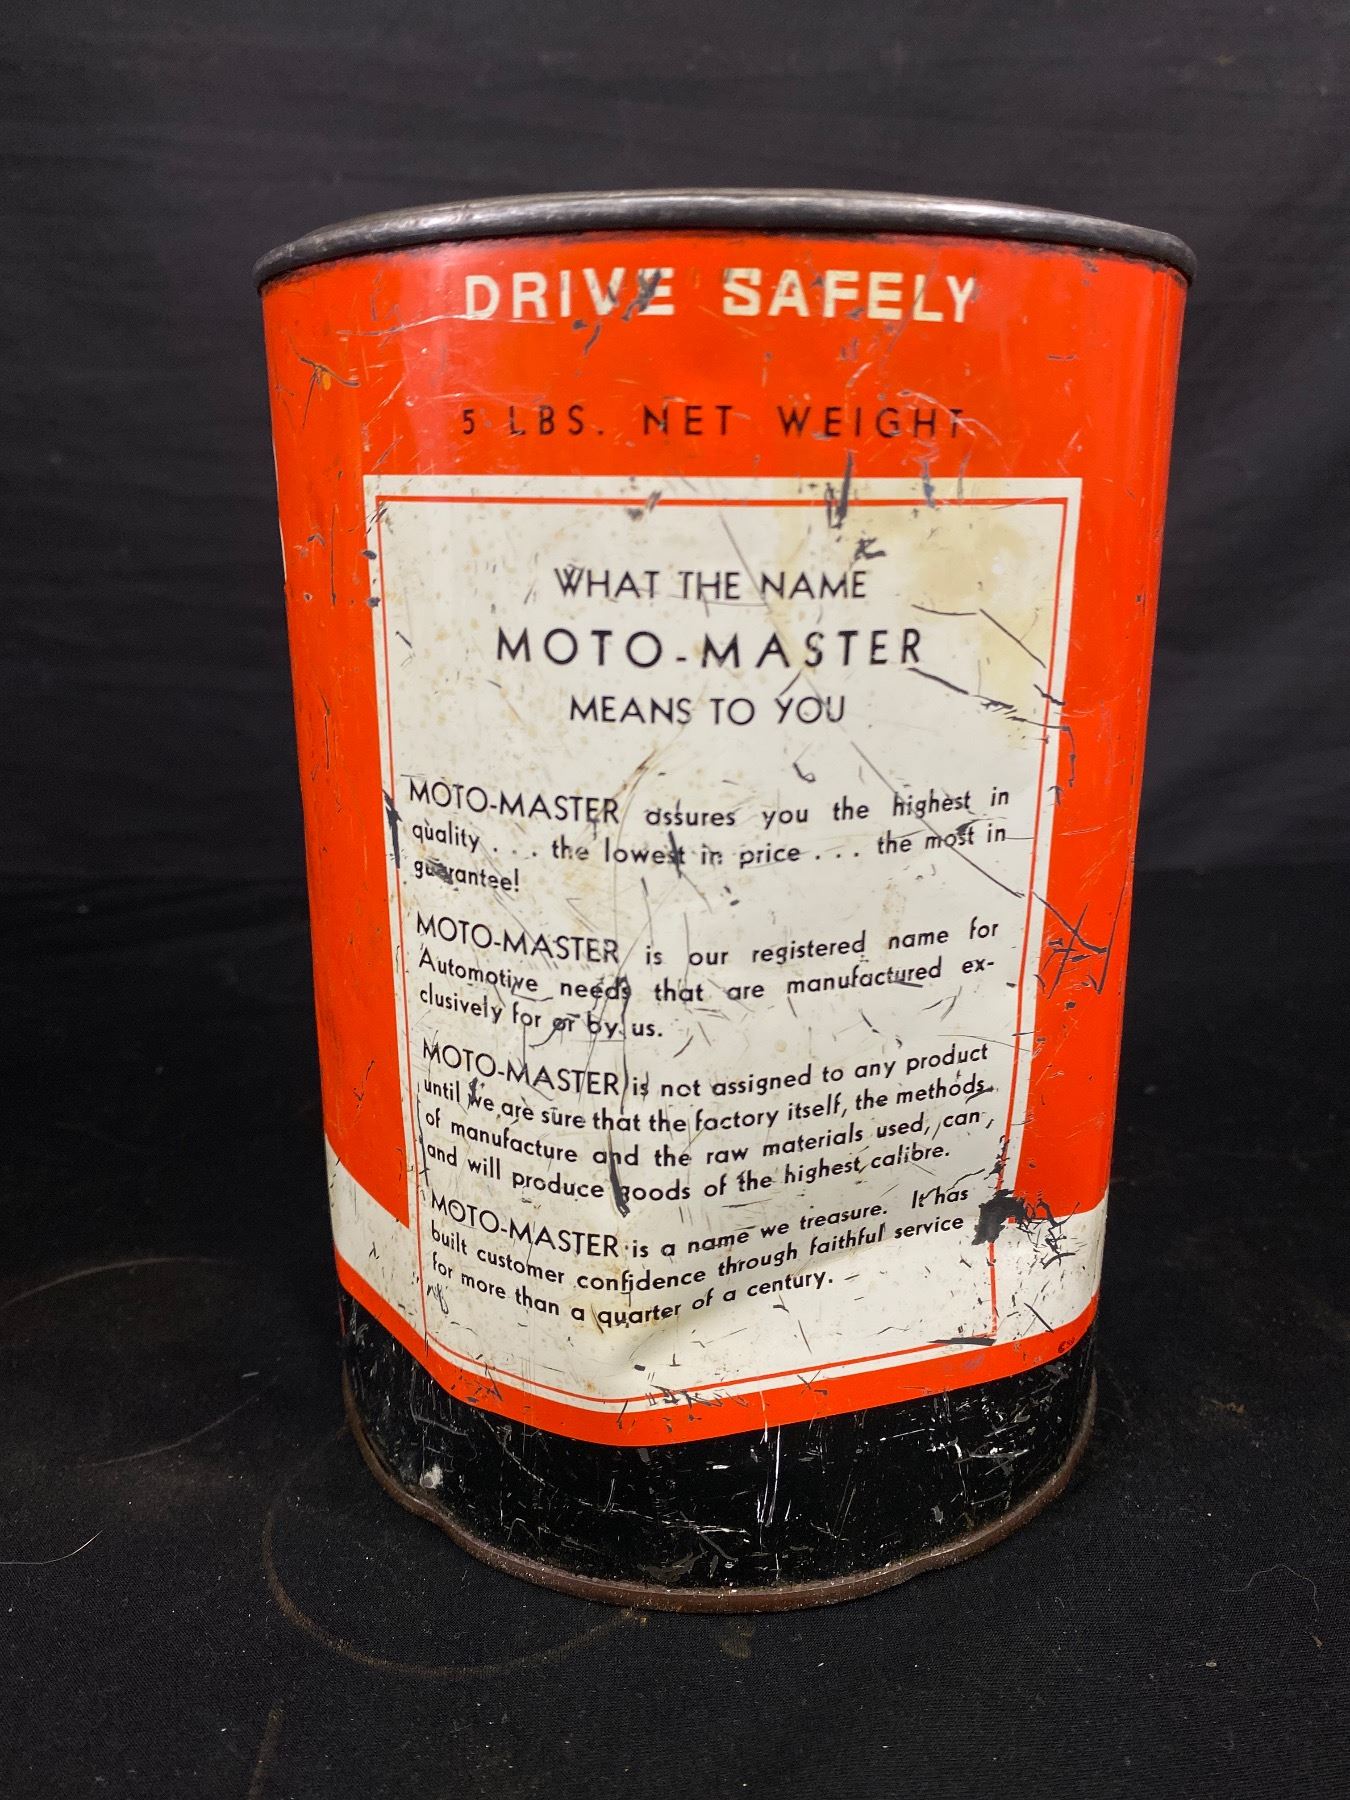 DRIVE SAFELY
5 LBS. NET WEIGHT
WHAT THE NAME
MOTO-MASTER
MEANS TO YOU
MOTO-MASTER assures you the highest in
quality . . . the lowest in price . . . the most in
guarantee!
MOTO-MASTER is our registered name for
Automotive needs that are manufactured ex-
clusively for or by us.
MOTO-MASTER is not assigned to any product
until we are sure that the factory itself, the methods
of manufacture and the raw materials used, can
and will produce goods of the highest calibre.
MOTO-MASTER is a name we treasure. It has
built customer confidence through faithful service
for more than a quarter of a century.